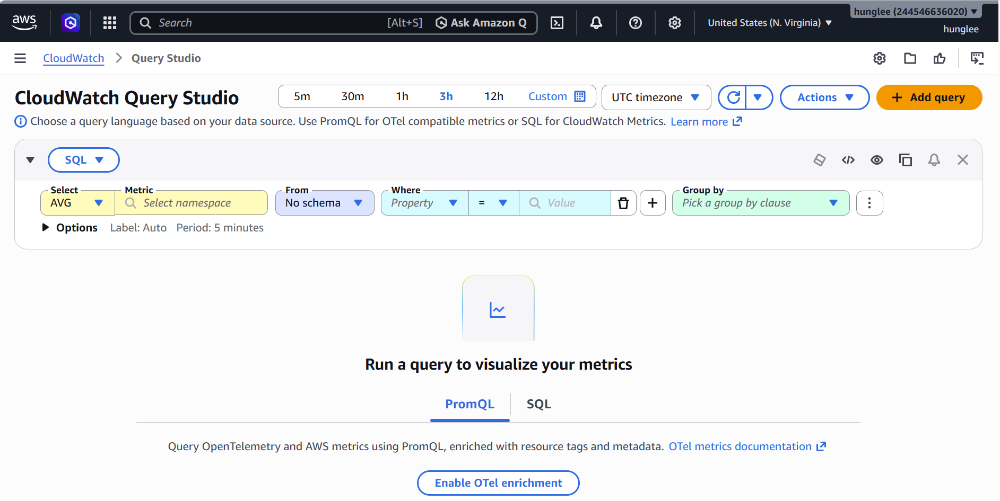 aws
Search [Alt+S] Ask Amazon Q
United States (N. Virginia)
hunglee (244546636020)
hunglee
CloudWatch Query Studio
CloudWatch Query Studio
5m 30m 1h 3h 12h Custom
UTC timezone
Actions
+ Add query
Choose a query language based on your data source. Use PromQL for OTel compatible metrics or SQL for CloudWatch Metrics. Learn more
SQL
Select Metric From Where Group by
AVG Select namespace No schema Property = Value Pick a group by clause
Options Label: Auto Period: 5 minutes
Run a query to visualize your metrics
PromQL SQL
Query OpenTelemetry and AWS metrics using PromQL, enriched with resource tags and metadata. OTel metrics documentation
Enable OTel enrichment